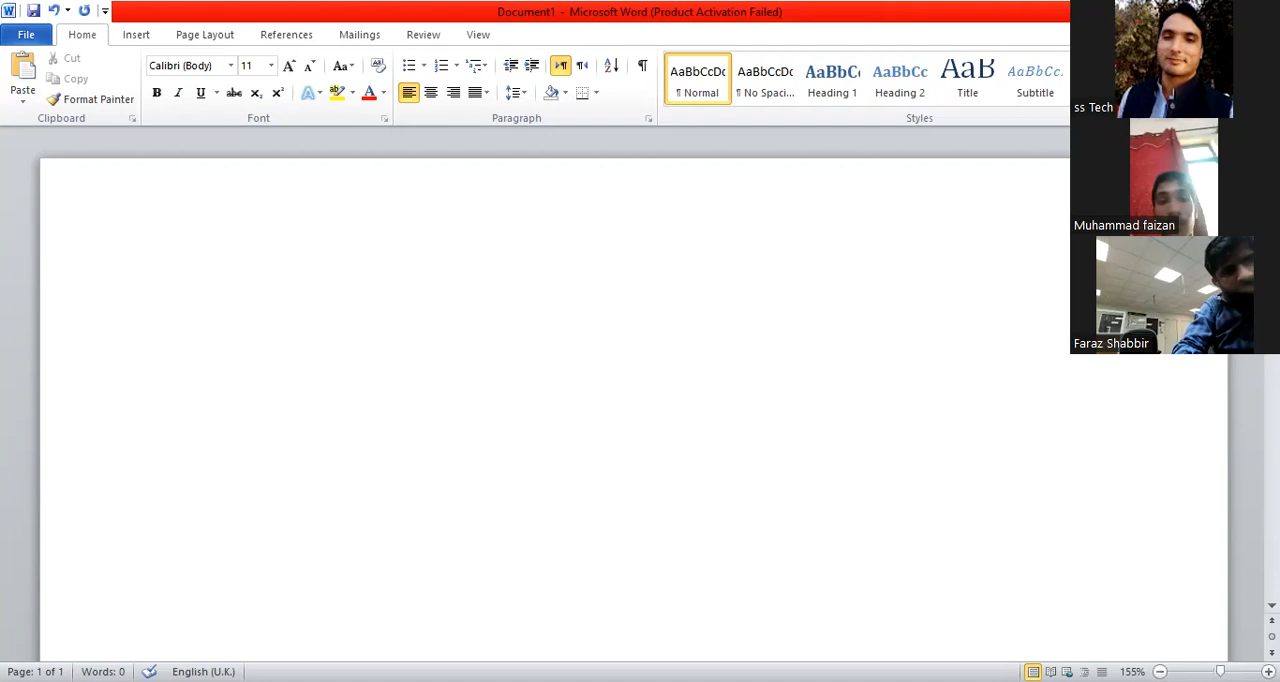 Document1 - Microsoft Word (Product Activation Failed)
File Home Insert Page Layout References Mailings Review View
Paste
Cut
Copy
Format Painter
Clipboard
Calibri (Body) 11
Font
Paragraph
AaBbCcDc AaBbCcDc AaBbC AaBbCc AaB AaBbCc.
¶ Normal ¶ No Spaci... Heading 1 Heading 2 Title Subtitle
Styles
ss Tech
Muhammad faizan
Faraz Shabbir
Page: 1 of 1 Words: 0 English (U.K.) 155%